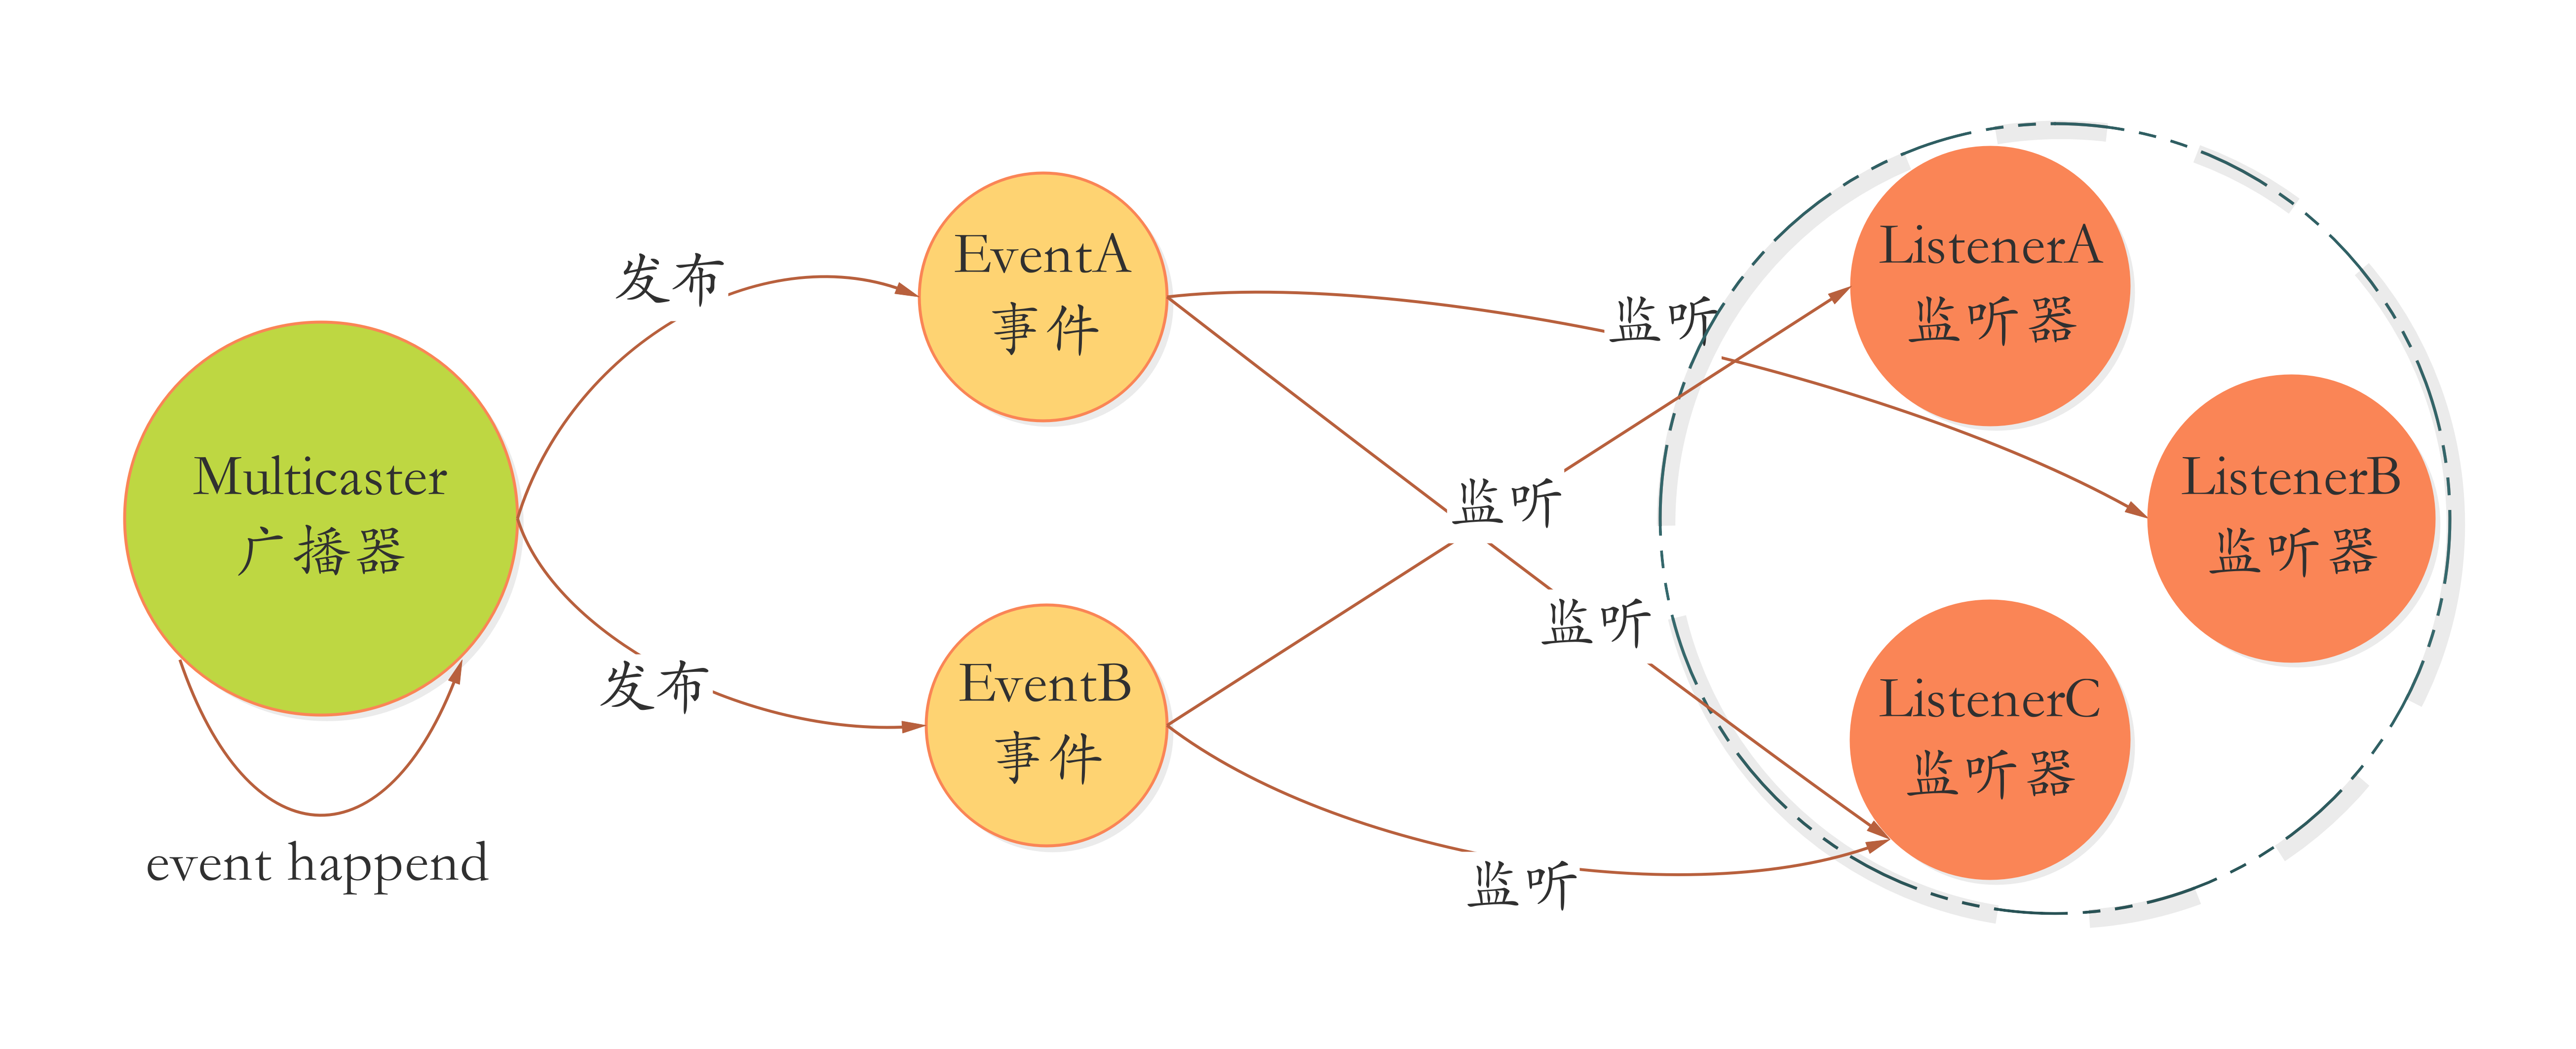 Multicaster
广播器
event happend
发布
发布
EventA
事件
EventB
事件
监听
监听
监听
监听
ListenerA
监听器
ListenerB
监听器
ListenerC
监听器